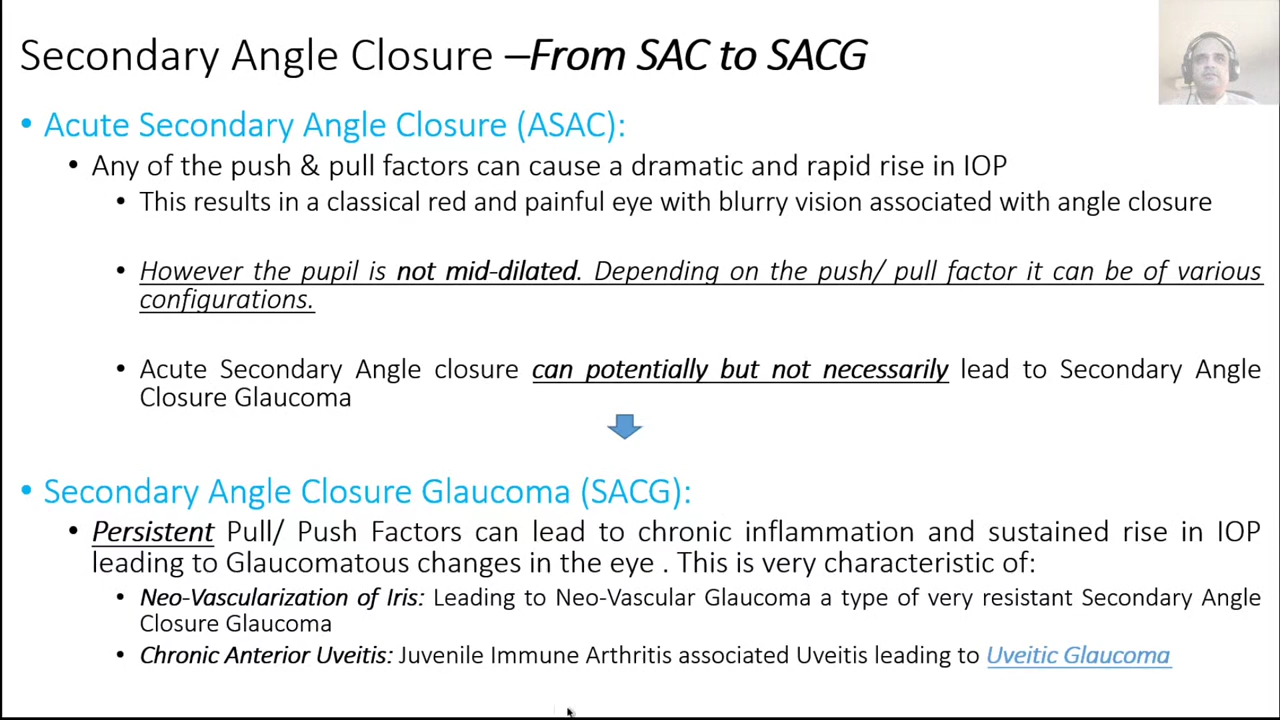 Secondary Angle Closure –From SAC to SACG
• Acute Secondary Angle Closure (ASAC):
• Any of the push & pull factors can cause a dramatic and rapid rise in IOP
• This results in a classical red and painful eye with blurry vision associated with angle closure
• However the pupil is not mid-dilated. Depending on the push/ pull factor it can be of various
configurations.
• Acute Secondary Angle closure can potentially but not necessarily lead to Secondary Angle
Closure Glaucoma
• Secondary Angle Closure Glaucoma (SACG):
• Persistent Pull/ Push Factors can lead to chronic inflammation and sustained rise in IOP
leading to Glaucomatous changes in the eye . This is very characteristic of:
• Neo-Vascularization of Iris: Leading to Neo-Vascular Glaucoma a type of very resistant Secondary Angle
Closure Glaucoma
• Chronic Anterior Uveitis: Juvenile Immune Arthritis associated Uveitis leading to Uveitic Glaucoma